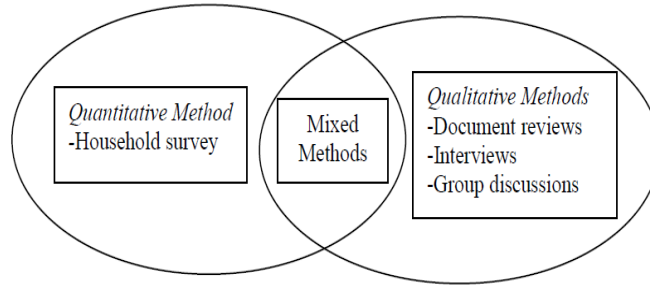 Quantitative Method
-Household survey
Mixed
Methods
Qualitative Methods
-Document reviews
-Interviews
-Group discussions